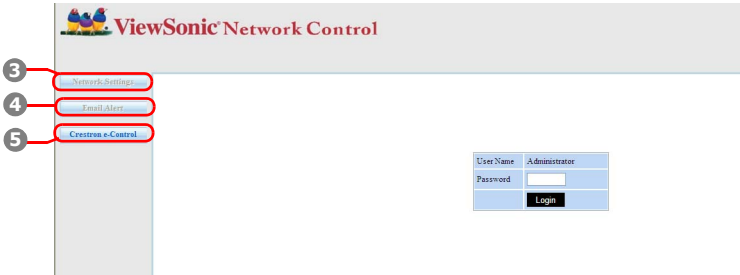 ViewSonic® Network Control
3 Network Settings
4 Email Alert
5 Crestron e-Control
User Name Administrator
Password
Login